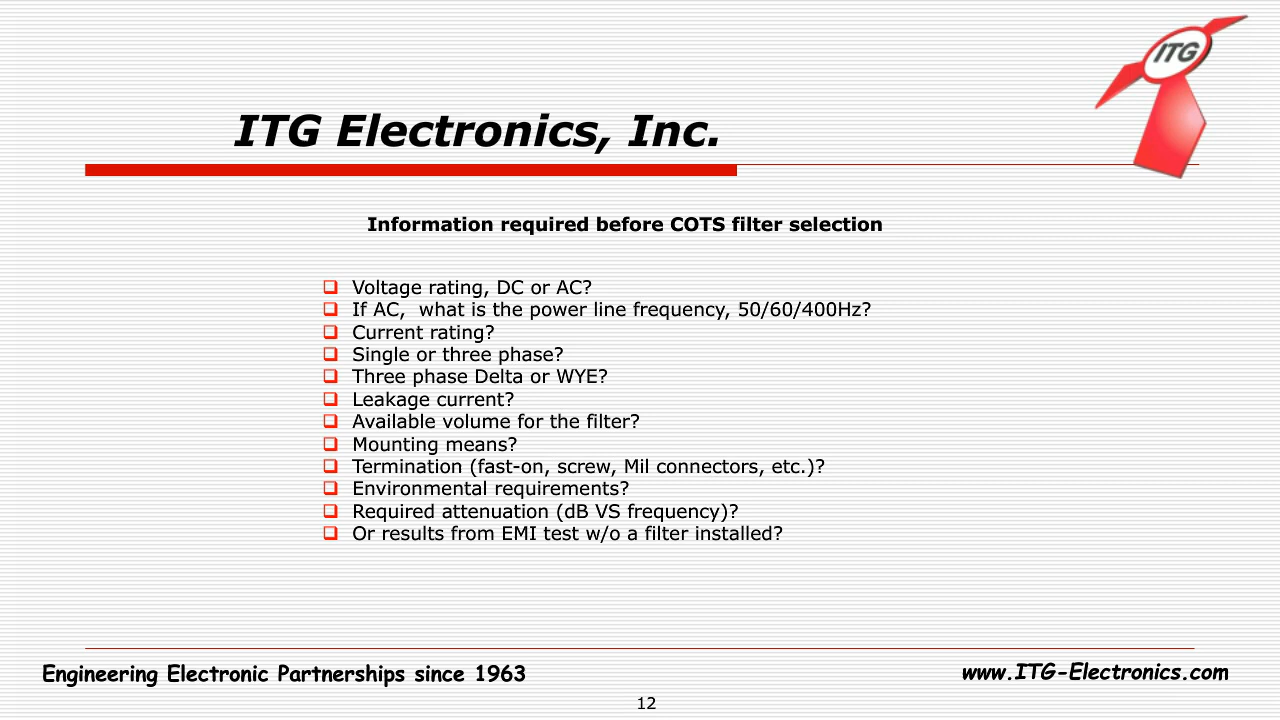 ITG
ITG Electronics, Inc.
Information required before COTS filter selection
Voltage rating, DC or AC?
If AC,  what is the power line frequency, 50/60/400Hz?
Current rating?
Single or three phase?
Three phase Delta or WYE?
Leakage current?
Available volume for the filter?
Mounting means?
Termination (fast-on, screw, Mil connectors, etc.)?
Environmental requirements?
Required attenuation (dB VS frequency)?
Or results from EMI test w/o a filter installed?
Engineering Electronic Partnerships since 1963
www.ITG-Electronics.com
12